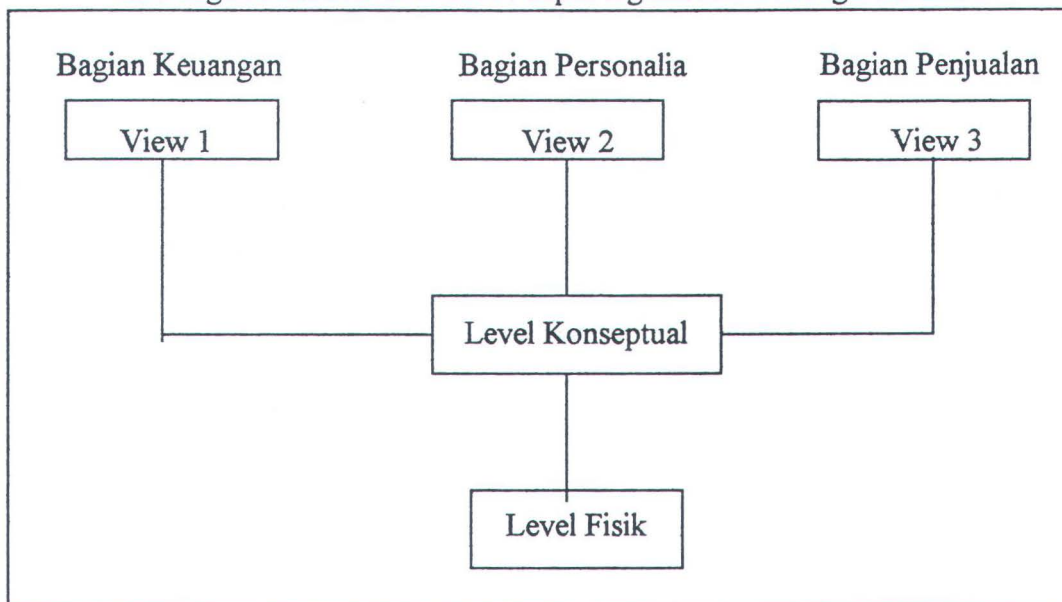 Bagian Keuangan Bagian Personalia Bagian Penjualan
View 1 View 2 View 3
Level Konseptual
Level Fisik